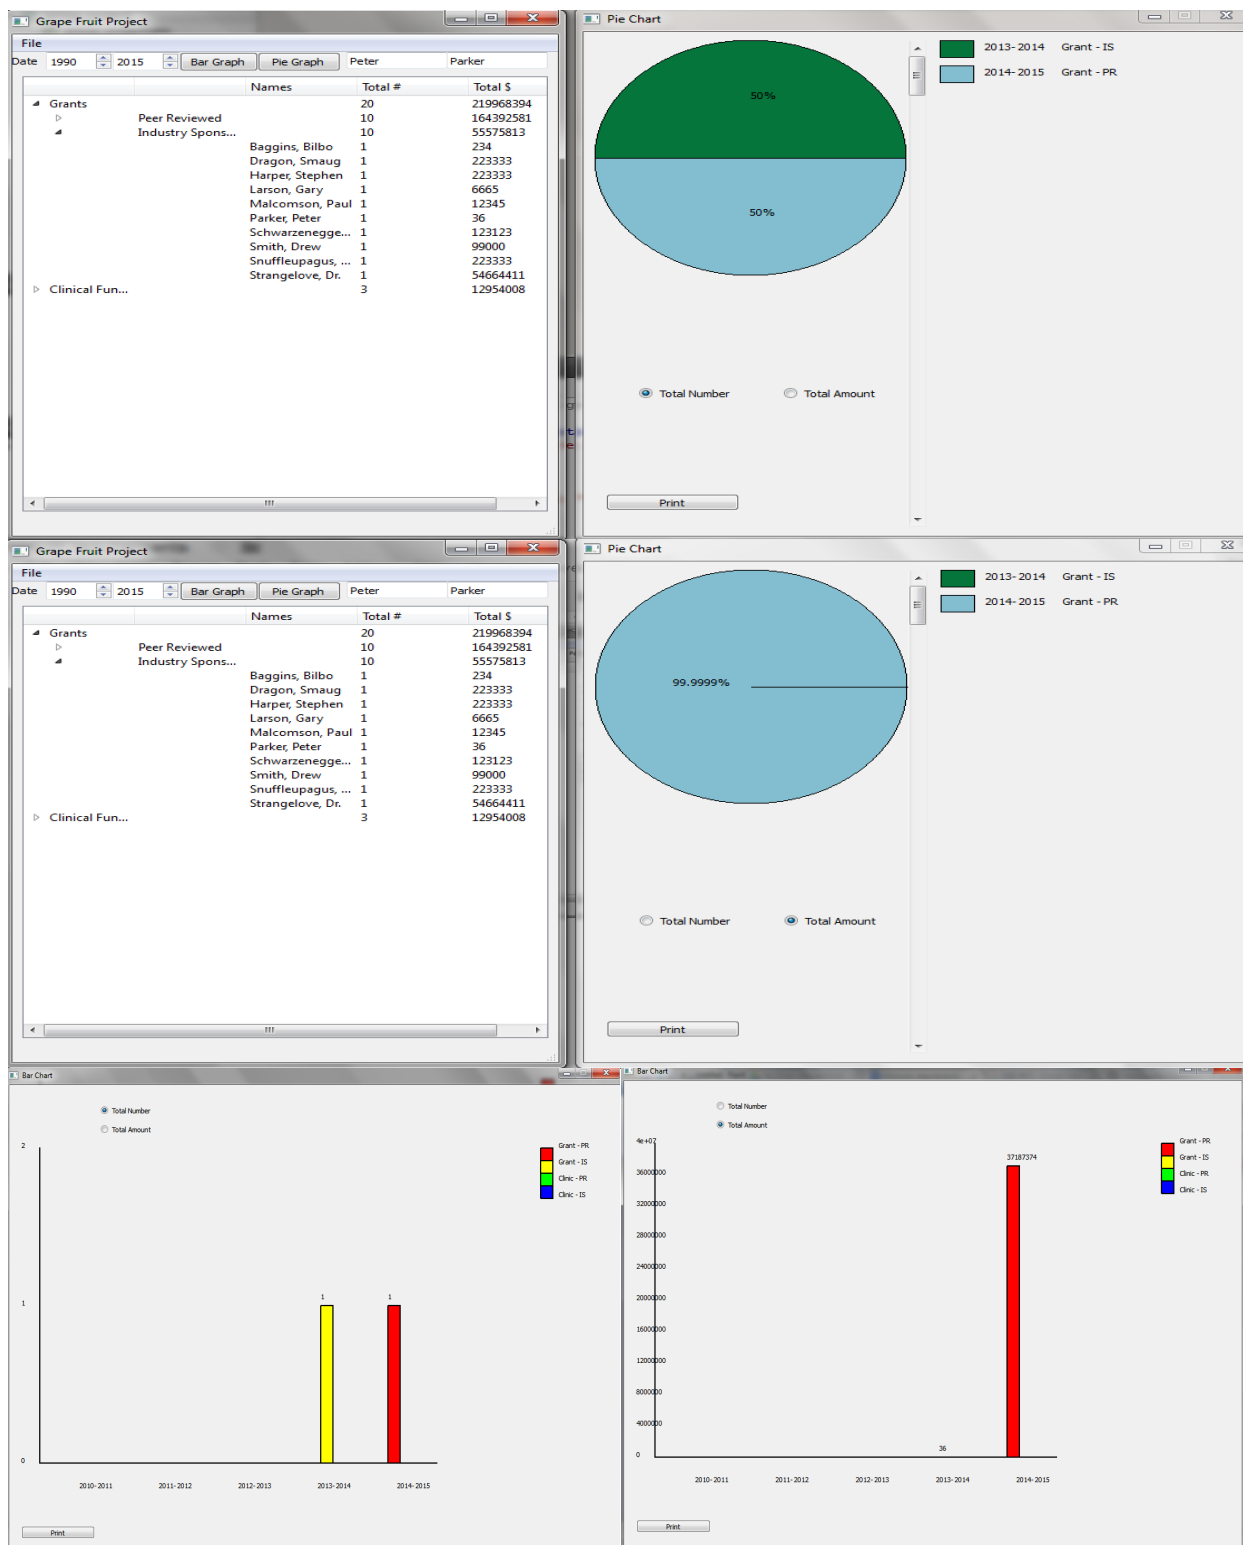 Grape Fruit Project
File
Date 1990 2015 Bar Graph Pie Graph Peter Parker
Names Total # Total $
Grants 20 219968394
Peer Reviewed 10 164392581
Industry Spons... 10 55575813
Baggins, Bilbo 1 234
Dragon, Smaug 1 223333
Harper, Stephen 1 223333
Larson, Gary 1 6665
Malcomson, Paul 1 12345
Parker, Peter 1 36
Schwarzenegge... 1 123123
Smith, Drew 1 99000
Snuffleupagus, ... 1 223333
Strangelove, Dr. 1 54664411
Clinical Fun... 3 12954008
Pie Chart
2013-2014 Grant - IS
2014-2015 Grant - PR
50%
50%
Total Number Total Amount
Print
Grape Fruit Project
File
Date 1990 2015 Bar Graph Pie Graph Peter Parker
Names Total # Total $
Grants 20 219968394
Peer Reviewed 10 164392581
Industry Spons... 10 55575813
Baggins, Bilbo 1 234
Dragon, Smaug 1 223333
Harper, Stephen 1 223333
Larson, Gary 1 6665
Malcomson, Paul 1 12345
Parker, Peter 1 36
Schwarzenegge... 1 123123
Smith, Drew 1 99000
Snuffleupagus, ... 1 223333
Strangelove, Dr. 1 54664411
Clinical Fun... 3 12954008
Pie Chart
2013-2014 Grant - IS
2014-2015 Grant - PR
99.9999%
Total Number Total Amount
Print
Bar Chart
Total Number
Total Amount
2
Grant - PR
Grant - IS
Clinic - PR
Clinic - IS
1 1
1
0
2010-2011 2011-2012 2012-2013 2013-2014 2014-2015
Print
Bar Chart
Total Number
Total Amount
4e+07
Grant - PR
Grant - IS
Clinic - PR
Clinic - IS
37187374
36000000
32000000
28000000
24000000
20000000
16000000
12000000
8000000
4000000
36
0
2010-2011 2011-2012 2012-2013 2013-2014 2014-2015
Print